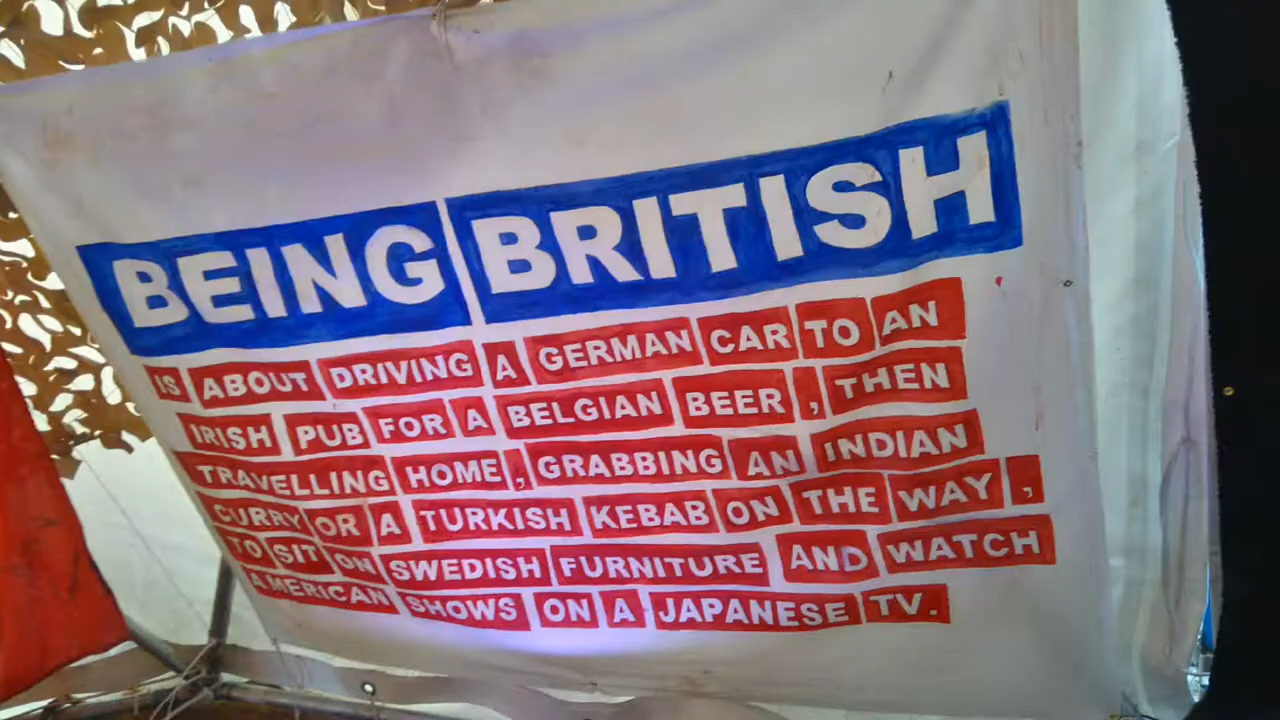 BEING BRITISH
IS ABOUT DRIVING A GERMAN CAR TO AN
IRISH PUB FOR A BELGIAN BEER, THEN
TRAVELLING HOME, GRABBING AN INDIAN
CURRY OR A TURKISH KEBAB ON THE WAY,
TO SIT ON SWEDISH FURNITURE AND WATCH
AMERICAN SHOWS ON A JAPANESE TV.